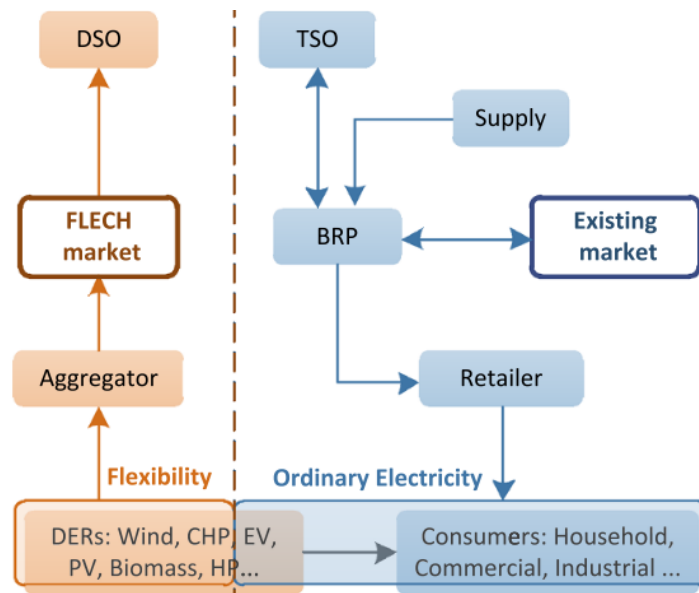 DSO
TSO
Supply
FLECH
market
BRP
Existing
market
Aggregator
Retailer
Flexibility
Ordinary Electricity
DERs: Wind, CHP, EV,
PV, Biomass, HP...
Consumers: Household,
Commercial, Industrial ...